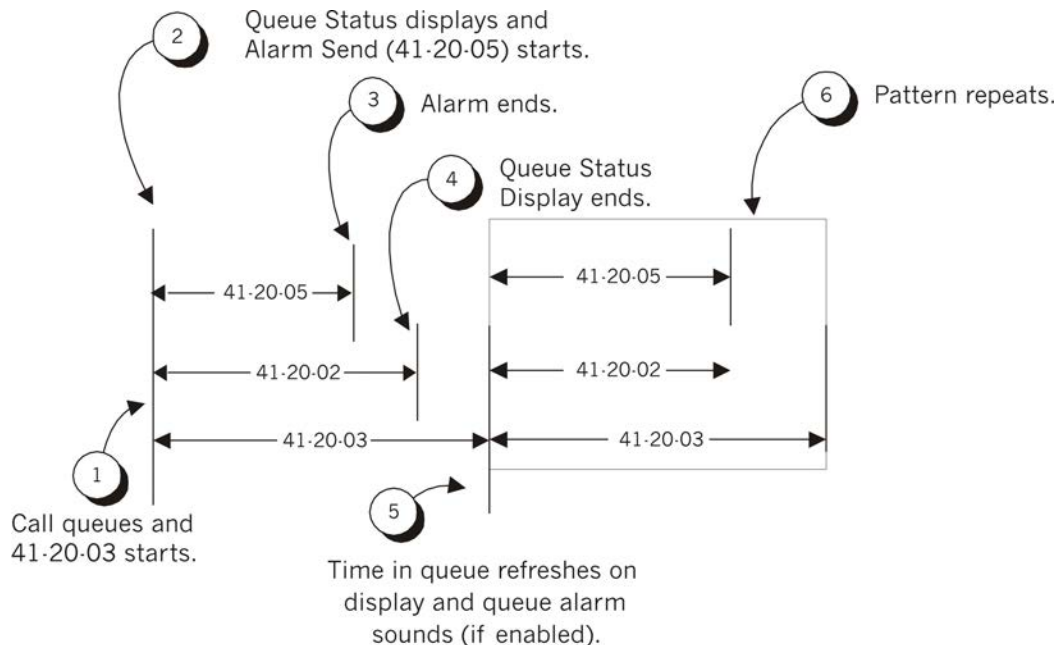 2
Queue Status displays and
Alarm Send (41-20-05) starts.
3
Alarm ends.
6
Pattern repeats.
4
Queue Status
Display ends.
41-20-05
41-20-05
41-20-02
41-20-02
41-20-03
41-20-03
1
Call queues and
41-20-03 starts.
5
Time in queue refreshes on
display and queue alarm
sounds (if enabled).